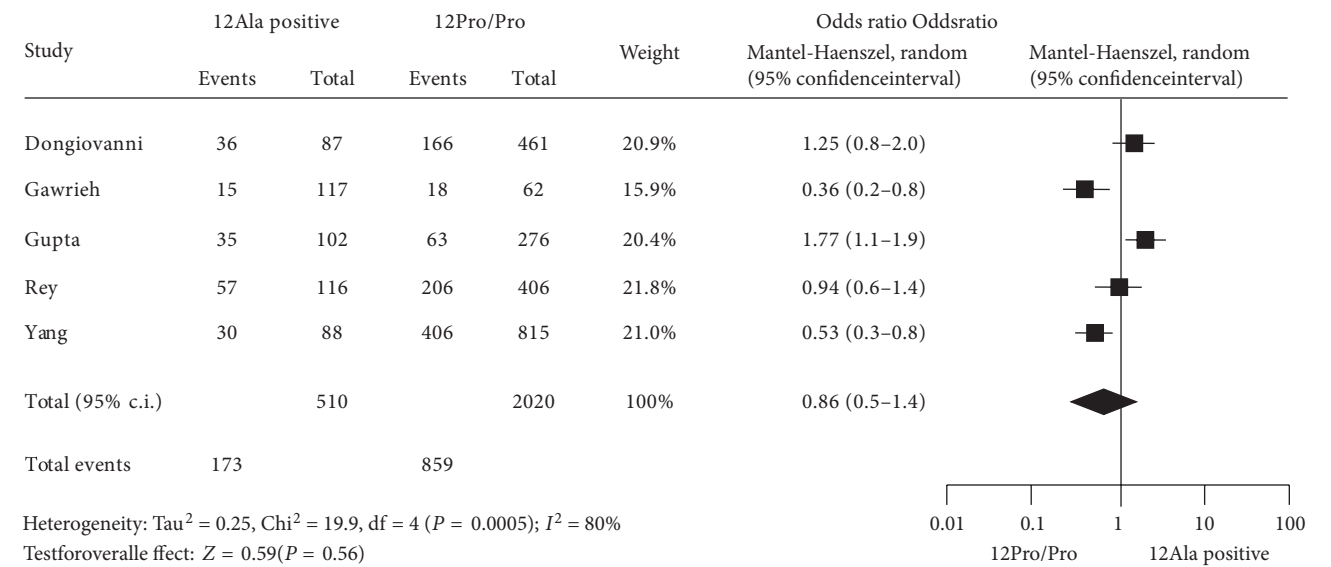 12Ala positive 12Pro/Pro Odds ratio Oddsratio
Study Weight Mantel-Haenszel, random Mantel-Haenszel, random
Events Total Events Total (95% confidenceinterval) (95% confidenceinterval)
Dongiovanni 36 87 166 461 20.9% 1.25 (0.8–2.0)
Gawrieh 15 117 18 62 15.9% 0.36 (0.2–0.8)
Gupta 35 102 63 276 20.4% 1.77 (1.1–1.9)
Rey 57 116 206 406 21.8% 0.94 (0.6–1.4)
Yang 30 88 406 815 21.0% 0.53 (0.3–0.8)
Total (95% c.i.) 510 2020 100% 0.86 (0.5–1.4)
Total events 173 859
Heterogeneity: Tau² = 0.25, Chi² = 19.9, df = 4 (P = 0.0005); I² = 80%
Testforoveralle ffect: Z = 0.59(P = 0.56)
0.01 0.1 1 10 100
12Pro/Pro 12Ala positive